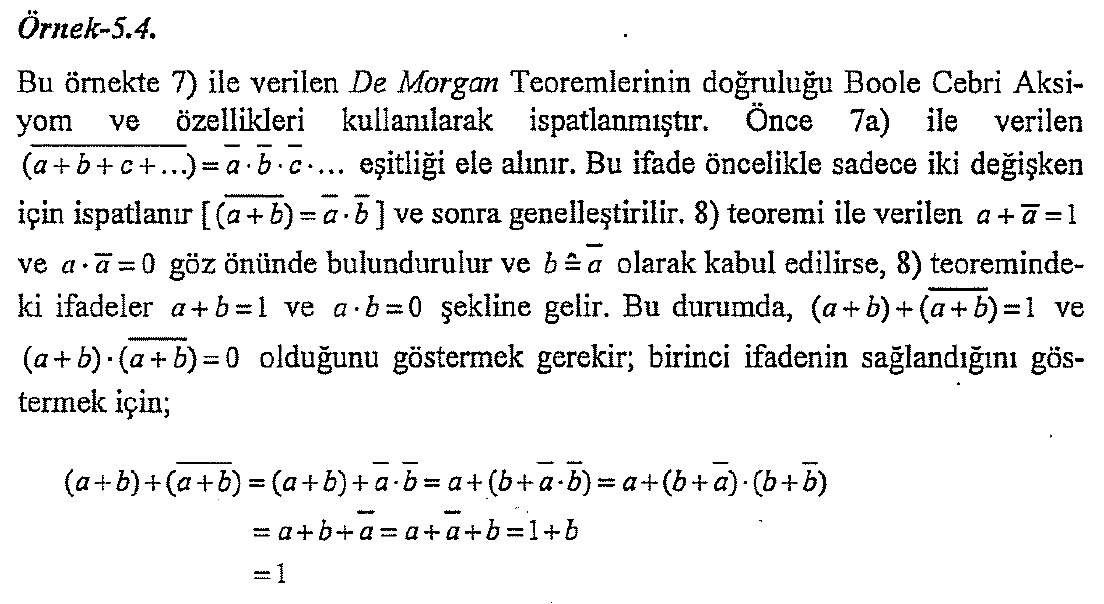 Örnek-5.4.
Bu örnekte 7) ile verilen De Morgan Teoremlerinin doğruluğu Boole Cebri Aksi-
yom ve özellikleri kullanılarak ispatlanmıştır. Önce 7a) ile verilen
(a̅+̅b̅+̅c̅+̅.̅.̅.̅) = a̅ · b̅ · c̅ · ... eşitliği ele alınır. Bu ifade öncelikle sadece iki değişken
için ispatlanır [(a̅+̅b̅) = a̅ · b̅] ve sonra genelleştirilir. 8) teoremi ile verilen a + a̅ = 1
ve a · a̅ = 0 göz önünde bulundurulur ve b ≙ a̅ olarak kabul edilirse, 8) teoreminde-
ki ifadeler a + b = 1 ve a · b = 0 şekline gelir. Bu durumda, (a + b) + (a̅+̅b̅) = 1 ve
(a + b) · (a̅+̅b̅) = 0 olduğunu göstermek gerekir; birinci ifadenin sağlandığını gös-
termek için;
(a + b) + (a̅+̅b̅) = (a + b) + a̅ · b̅ = a + (b + a̅ · b̅) = a + (b + a̅) · (b + b̅)
= a + b + a̅ = a + a̅ + b = 1 + b
= 1